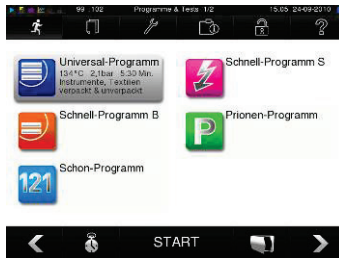 99 102 Programme & Tests 1/2 15:05 24-09-2010
Universal-Programm
134°C 2,1bar 5:30 Min.
Instrumente, Textilien
verpackt & unverpackt
Schnell-Programm S
Schnell-Programm B
P
Prionen-Programm
121
Schon-Programm
START